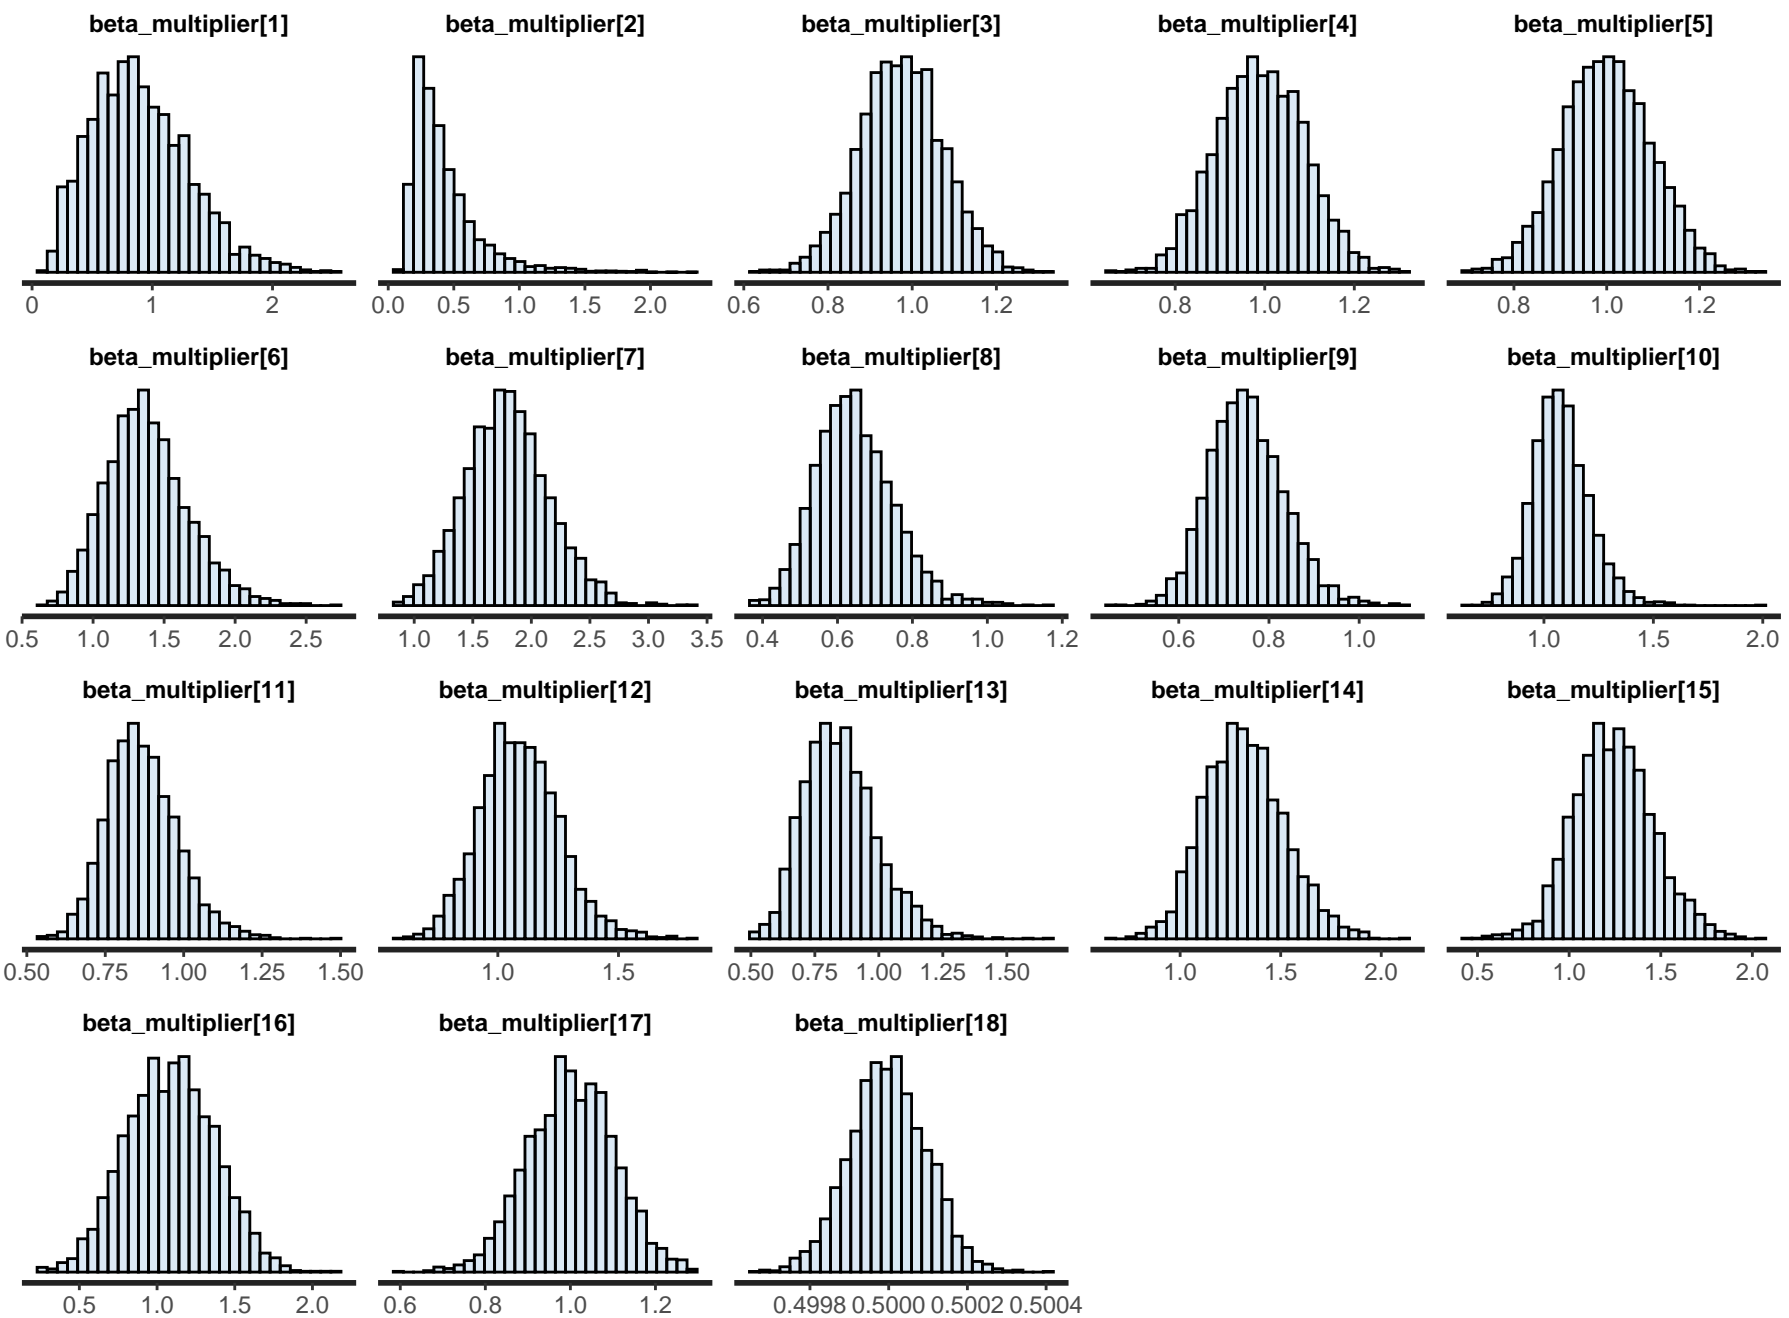 beta_multiplier[1] beta_multiplier[2] beta_multiplier[3] beta_multiplier[4] beta_multiplier[5]
0 1 2 0.0 0.5 1.0 1.5 2.0 0.6 0.8 1.0 1.2 0.8 1.0 1.2 0.8 1.0 1.2
beta_multiplier[6] beta_multiplier[7] beta_multiplier[8] beta_multiplier[9] beta_multiplier[10]
0.5 1.0 1.5 2.0 2.5 1.0 1.5 2.0 2.5 3.0 3.5 0.4 0.6 0.8 1.0 1.2 0.6 0.8 1.0 1.0 1.5 2.0
beta_multiplier[11] beta_multiplier[12] beta_multiplier[13] beta_multiplier[14] beta_multiplier[15]
0.50 0.75 1.00 1.25 1.50 1.0 1.5 0.50 0.75 1.00 1.25 1.50 1.0 1.5 2.0 0.5 1.0 1.5 2.0
beta_multiplier[16] beta_multiplier[17] beta_multiplier[18]
0.5 1.0 1.5 2.0 0.6 0.8 1.0 1.2 0.4998 0.5000 0.5002 0.5004